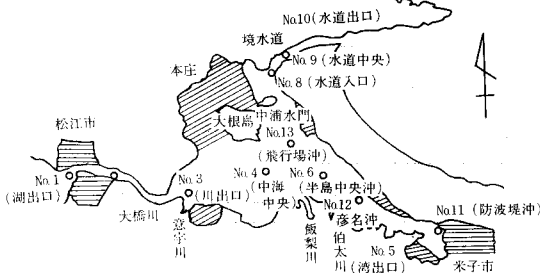 No.10 (水道出口)
境水道
No.9 (水道中央)
No.8 (水道入口)
本庄
大根島
中浦水門
No.13
(飛行場沖)
松江市
No.1
(湖出口)
大橋川
No.3
(川出口)
意宇川
No.4
(中海
中央)
No.6
(半島中央沖)
No.12
彦名沖
飯梨川
伯太川
No.5
(湾出口)
No.11 (防波堤沖)
米子市